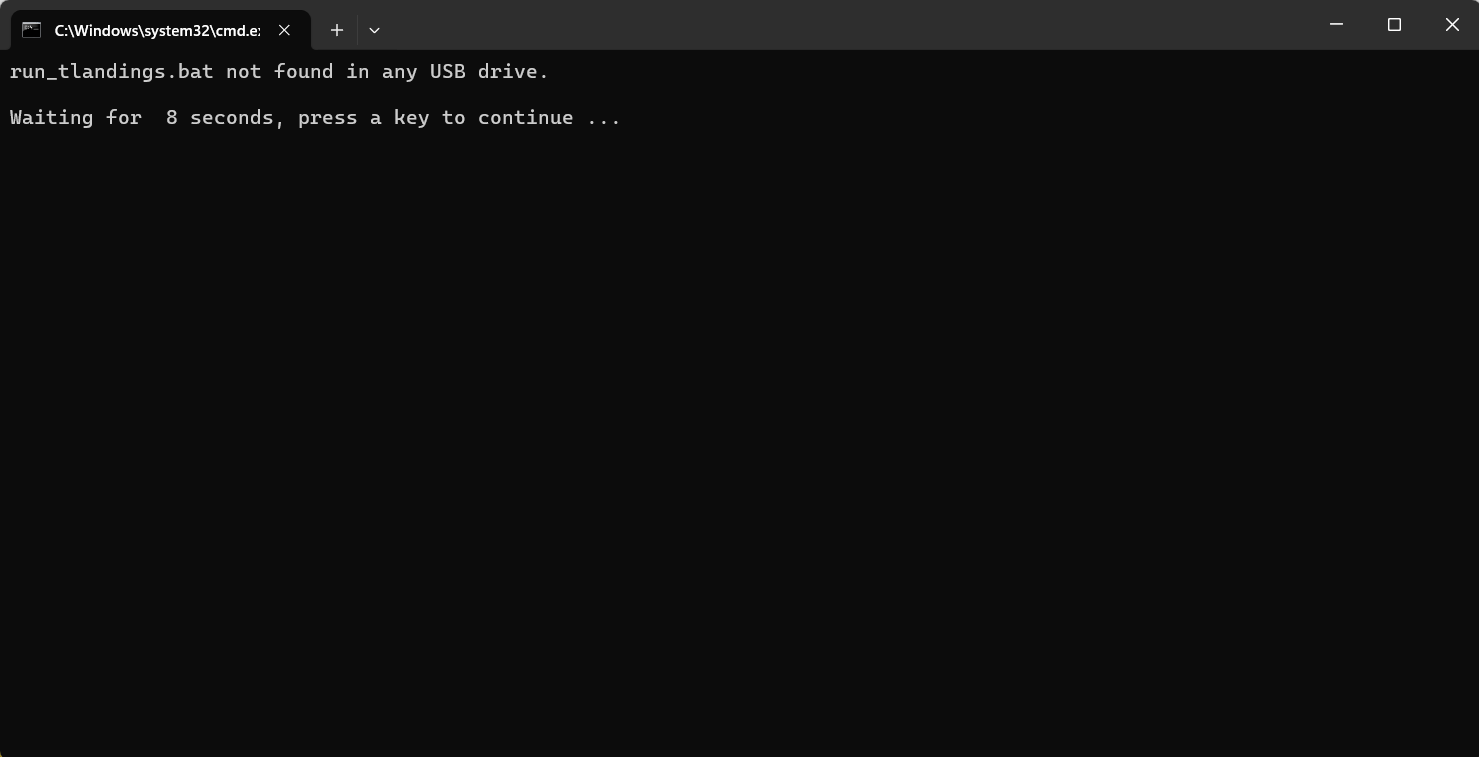 C:\Windows\system32\cmd.e
run_tlandings.bat not found in any USB drive.
Waiting for  8 seconds, press a key to continue ...